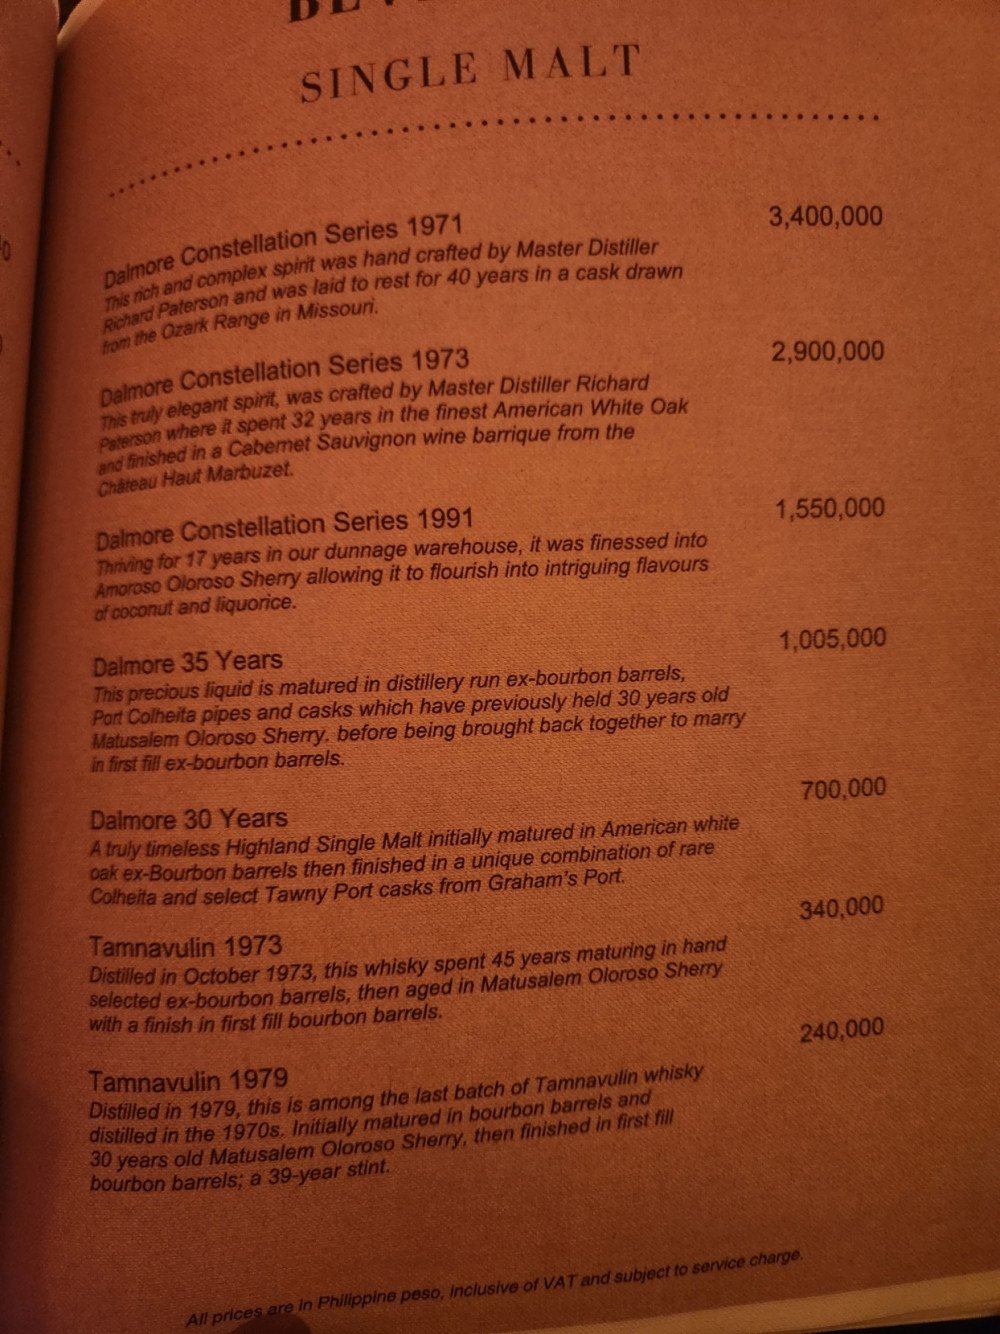 SINGLE MALT
Dalmore Constellation Series 1971 3,400,000
This rich and complex spirit was hand crafted by Master Distiller
Richard Paterson and was laid to rest for 40 years in a cask drawn
from the Ozark Range in Missouri.
Dalmore Constellation Series 1973 2,900,000
This truly elegant spirit, was crafted by Master Distiller Richard
Paterson where it spent 32 years in the finest American White Oak
and finished in a Cabernet Sauvignon wine barrique from the
Château Haut Marbuzet.
Dalmore Constellation Series 1991 1,550,000
Thriving for 17 years in our dunnage warehouse, it was finessed into
Amoroso Oloroso Sherry allowing it to flourish into intriguing flavours
of coconut and liquorice.
Dalmore 35 Years 1,005,000
This precious liquid is matured in distillery run ex-bourbon barrels,
Port Colheita pipes and casks which have previously held 30 years old
Matusalem Oloroso Sherry. before being brought back together to marry
in first fill ex-bourbon barrels.
Dalmore 30 Years 700,000
A truly timeless Highland Single Malt initially matured in American white
oak ex-Bourbon barrels then finished in a unique combination of rare
Colheita and select Tawny Port casks from Graham's Port.
Tamnavulin 1973 340,000
Distilled in October 1973, this whisky spent 45 years maturing in hand
selected ex-bourbon barrels, then aged in Matusalem Oloroso Sherry
with a finish in first fill bourbon barrels.
Tamnavulin 1979 240,000
Distilled in 1979, this is among the last batch of Tamnavulin whisky
distilled in the 1970s. Initially matured in bourbon barrels and
30 years old Matusalem Oloroso Sherry, then finished in first fill
bourbon barrels; a 39-year stint.
All prices are in Philippine peso, inclusive of VAT and subject to service charge.